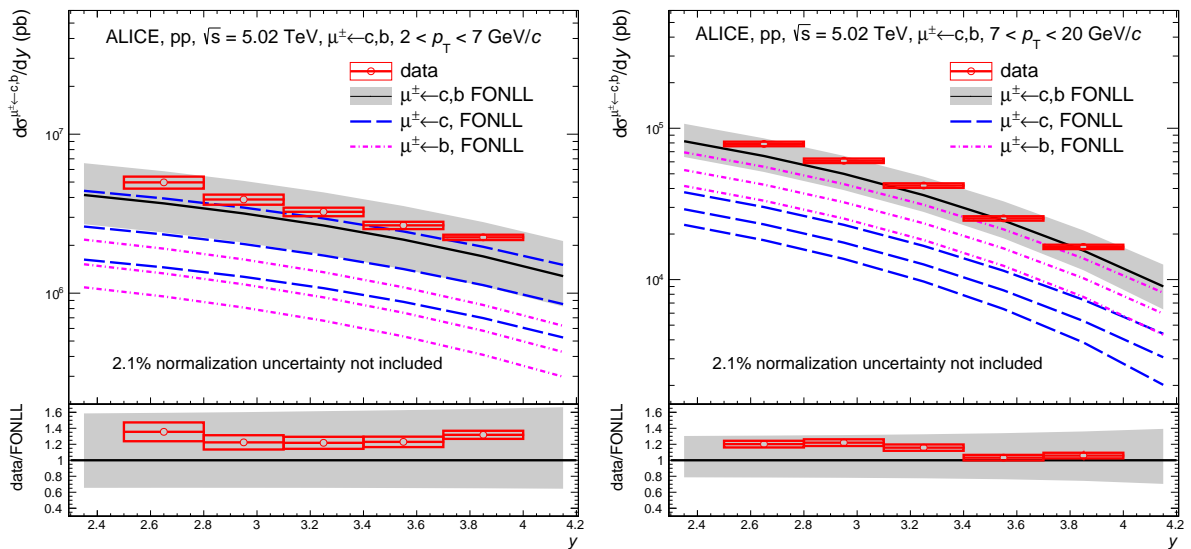 ALICE, pp, √s = 5.02 TeV, μ±←c,b, 2 < pT < 7 GeV/c
data
μ±←c,b FONLL
μ±←c, FONLL
μ±←b, FONLL
dσμ±←c,b/dy (pb)
10⁷
10⁶
2.1% normalization uncertainty not included
data/FONLL
1.6
1.4
1.2
1
0.8
0.6
0.4
2.4 2.6 2.8 3 3.2 3.4 3.6 3.8 4 4.2
y
ALICE, pp, √s = 5.02 TeV, μ±←c,b, 7 < pT < 20 GeV/c
data
μ±←c,b FONLL
μ±←c, FONLL
μ±←b, FONLL
dσμ±←c,b/dy (pb)
10⁵
10⁴
2.1% normalization uncertainty not included
data/FONLL
1.6
1.4
1.2
1
0.8
0.6
0.4
2.4 2.6 2.8 3 3.2 3.4 3.6 3.8 4 4.2
y